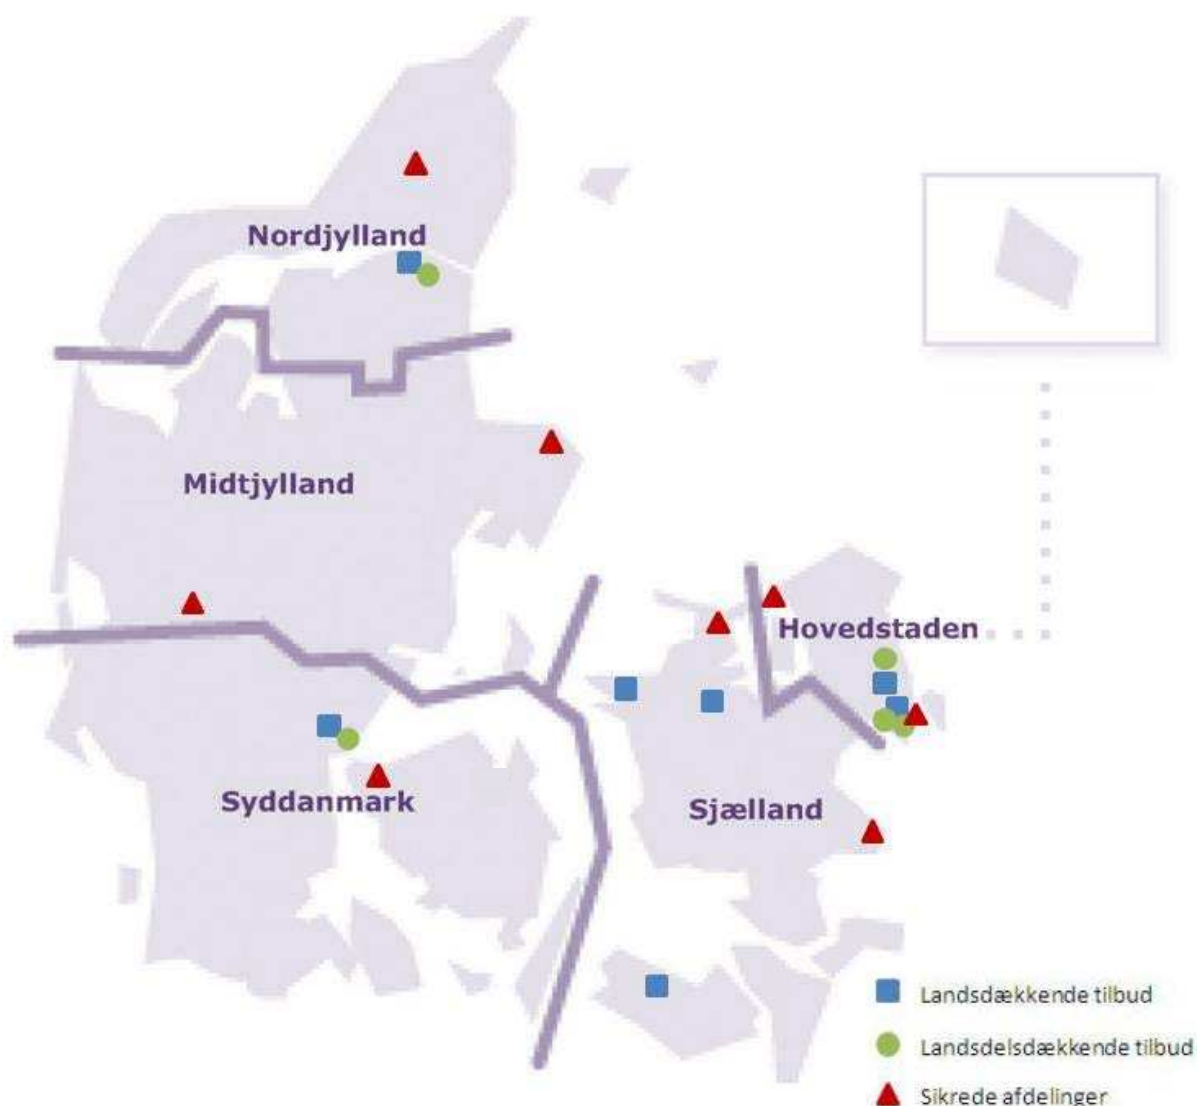 Nordjylland
Midtjylland
Hovedstaden
Syddanmark
Sjælland
Landsdækkende tilbud
Landsdelsdækkende tilbud
Sikrede afdelinger